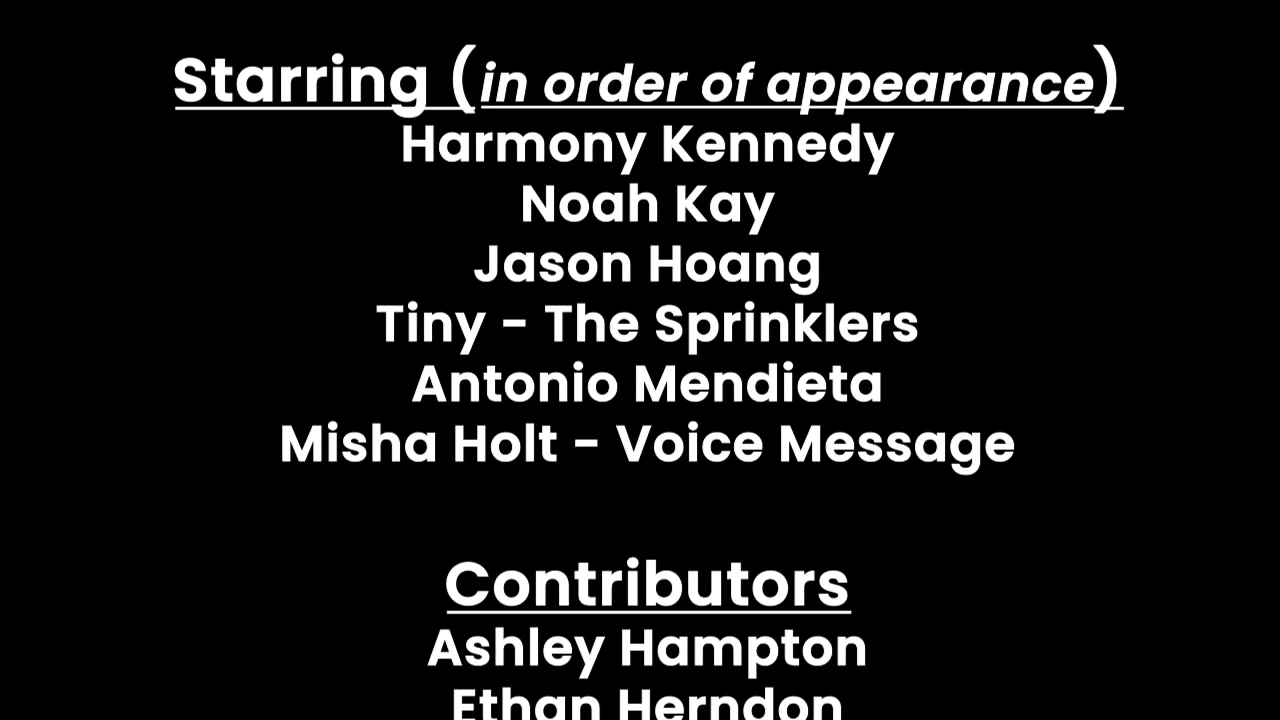 Starring (in order of appearance)
Harmony Kennedy
Noah Kay
Jason Hoang
Tiny - The Sprinklers
Antonio Mendieta
Misha Holt - Voice Message
Contributors
Ashley Hampton
Ethan Herndon